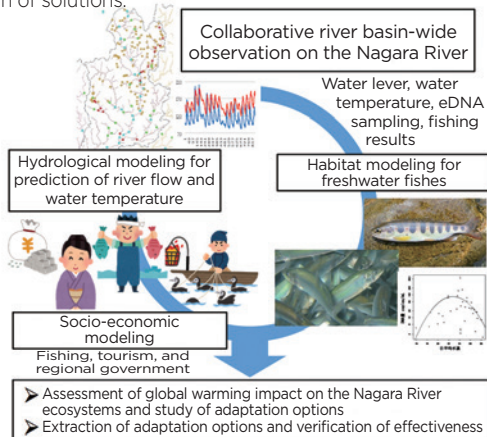 n of solutions.
Collaborative river basin-wide
observation on the Nagara River
Water lever, water
temperature, eDNA
sampling, fishing
results
Hydrological modeling for
prediction of river flow and
water temperature
Habitat modeling for
freshwater fishes
¥
Socio-economic
modeling
Fishing, tourism, and
regional government
➤ Assessment of global warming impact on the Nagara River
ecosystems and study of adaptation options
➤ Extraction of adaptation options and verification of effectiveness